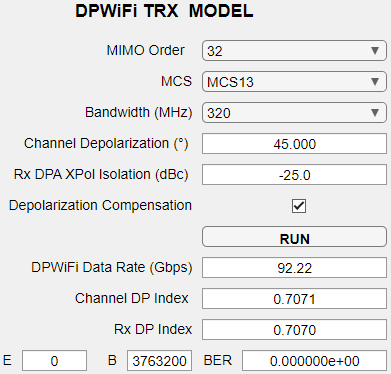 DPWiFi TRX MODEL
MIMO Order 32
MCS MCS13
Bandwidth (MHz) 320
Channel Depolarization (°) 45.000
Rx DPA XPol Isolation (dBc) -25.0
Depolarization Compensation
RUN
DPWiFi Data Rate (Gbps) 92.22
Channel DP Index 0.7071
Rx DP Index 0.7070
E 0 B 3763200 BER 0.000000e+00